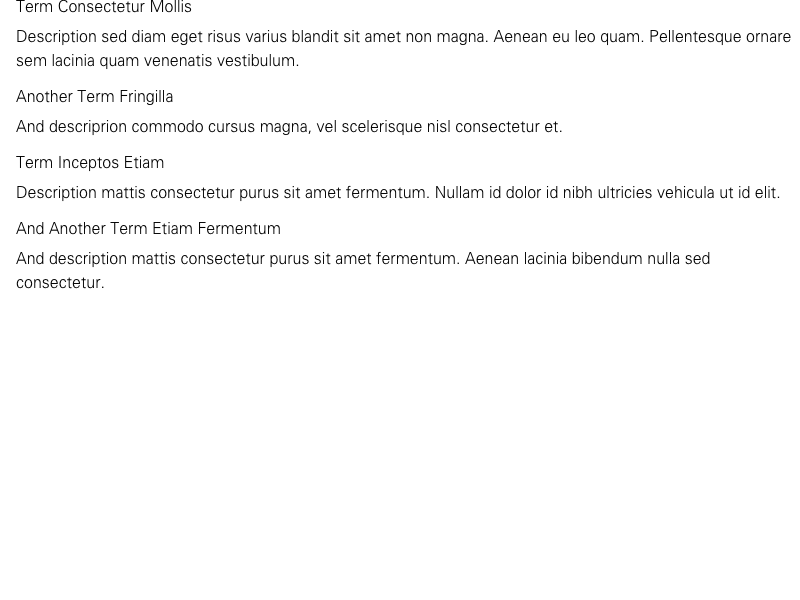 Term Consectetur Mollis
Description sed diam eget risus varius blandit sit amet non magna. Aenean eu leo quam. Pellentesque ornare
sem lacinia quam venenatis vestibulum.
Another Term Fringilla
And descriprion commodo cursus magna, vel scelerisque nisl consectetur et.
Term Inceptos Etiam
Description mattis consectetur purus sit amet fermentum. Nullam id dolor id nibh ultricies vehicula ut id elit.
And Another Term Etiam Fermentum
And description mattis consectetur purus sit amet fermentum. Aenean lacinia bibendum nulla sed
consectetur.